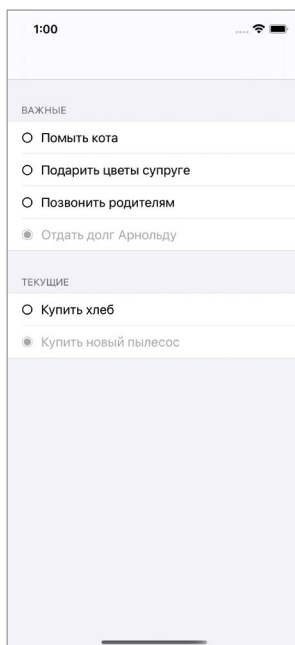 1:00
ВАЖНЫЕ
Помыть кота
Подарить цветы супруге
Позвонить родителям
Отдать долг Арнольду
ТЕКУЩИЕ
Купить хлеб
Купить новый пылесос